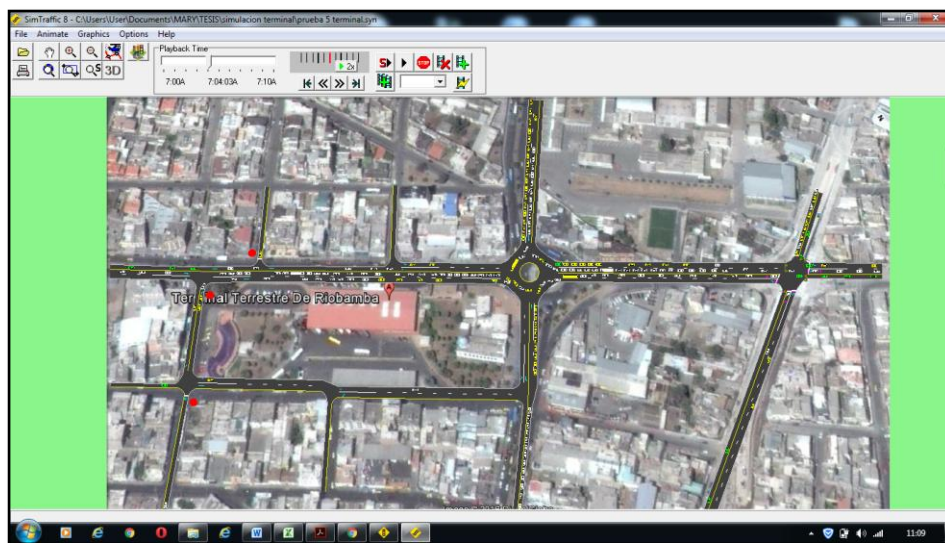 SimTraffic 8 - C:\Users\User\Documents\MARY\TESIS\simulacion terminal\prueba 5 terminal.syn
File Animate Graphics Options Help
Playback Time
2x
S
STOP
S 3D
7:00A 7:04:03A 7:10A
Terminal Terrestre De Riobamba
11:09